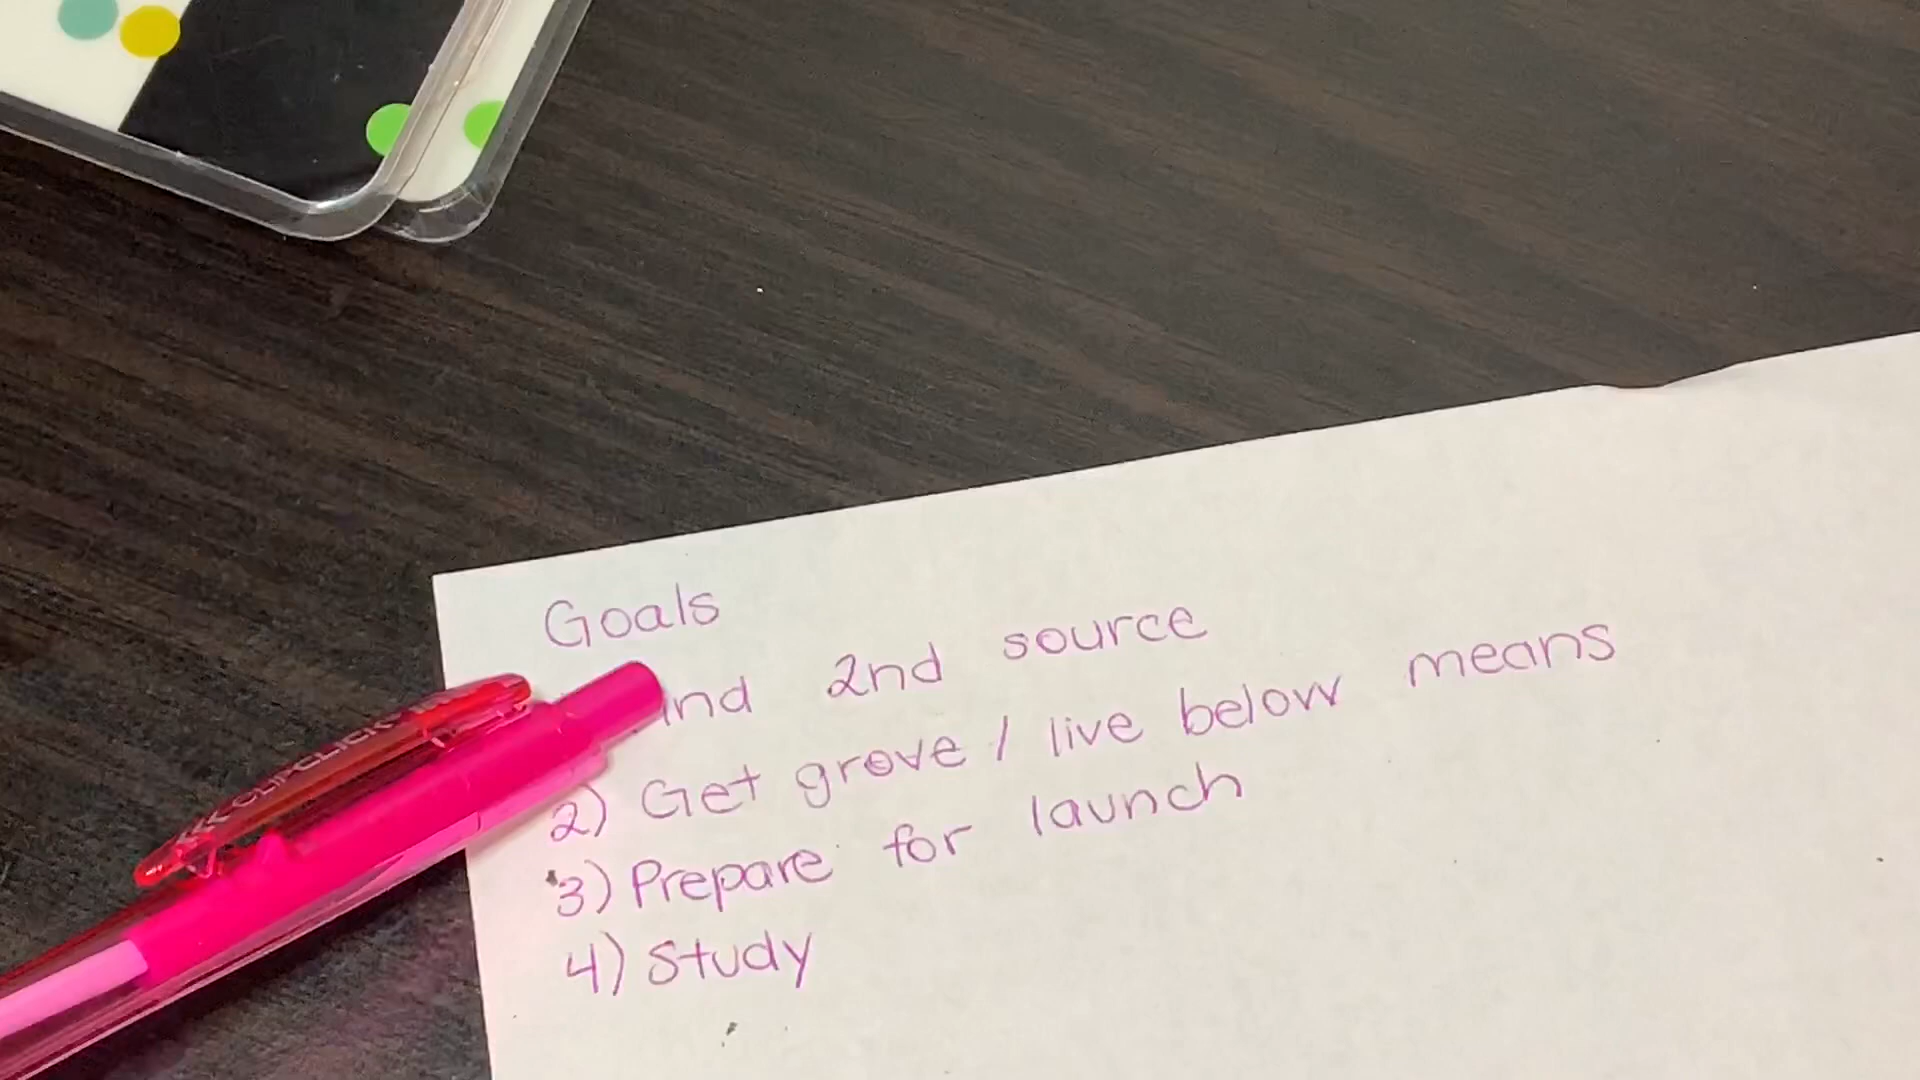 Goals
ind 2nd source
2) Get grove / live below means
3) Prepare for launch
4) Study